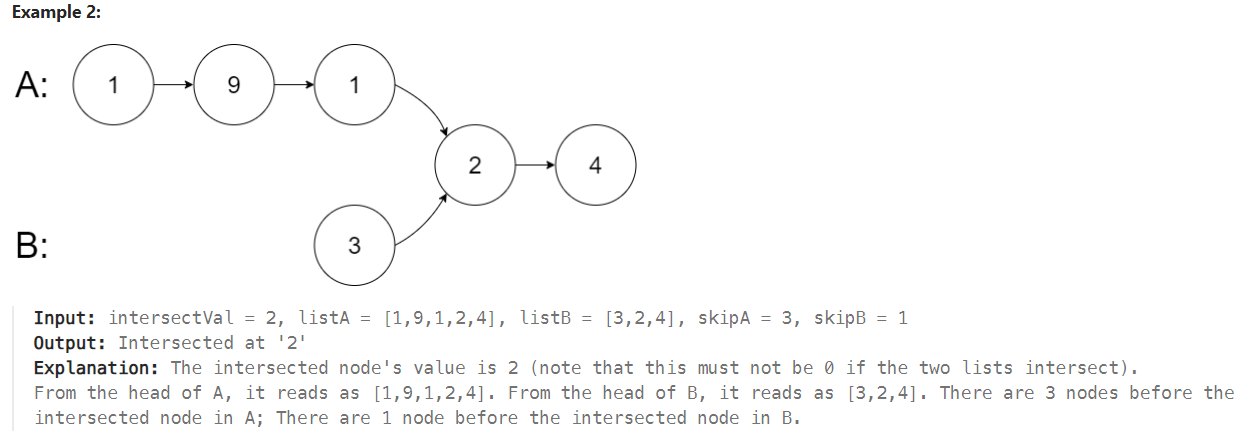 Example 2:
A: 1 9 1
2 4
B: 3
Input: intersectVal = 2, listA = [1,9,1,2,4], listB = [3,2,4], skipA = 3, skipB = 1
Output: Intersected at '2'
Explanation: The intersected node's value is 2 (note that this must not be 0 if the two lists intersect).
From the head of A, it reads as [1,9,1,2,4]. From the head of B, it reads as [3,2,4]. There are 3 nodes before the
intersected node in A; There are 1 node before the intersected node in B.